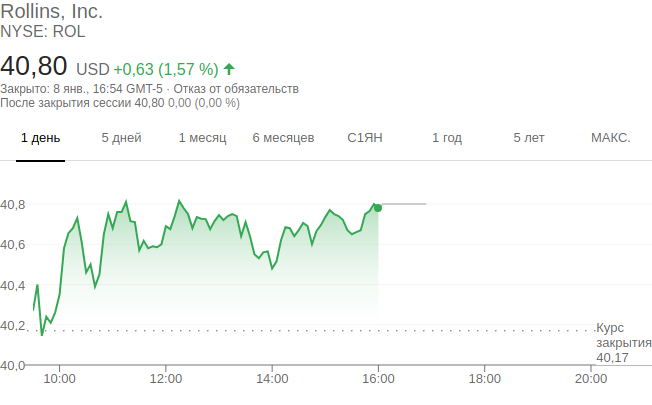 Rollins, Inc.
NYSE: ROL
40,80 USD +0,63 (1,57 %)
Закрыто: 8 янв., 16:54 GMT-5 · Отказ от обязательств
После закрытия сессии 40,80 0,00 (0,00 %)
1 день 5 дней 1 месяц 6 месяцев С1ЯН 1 год 5 лет МАКС.
40,8
40,6
40,4
40,2
Курс
закрытия
40,17
40,0
10:00 12:00 14:00 16:00 18:00 20:00